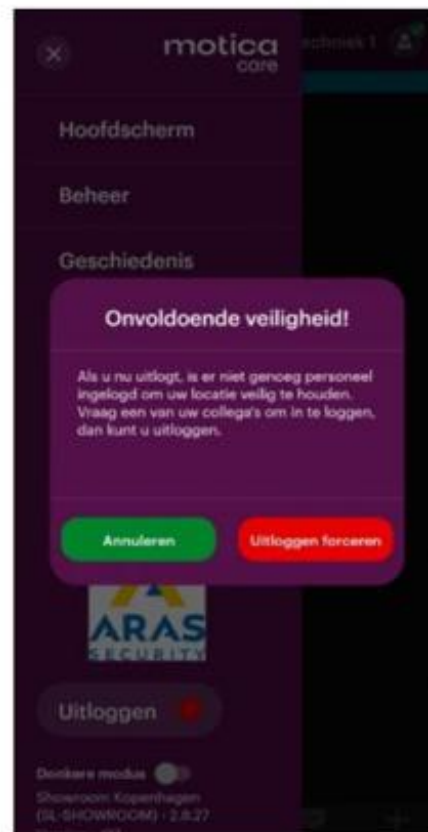 motica
care
techniek 1
Hoofdscherm
Beheer
Geschiedenis
Onvoldoende veiligheid!
Als u nu uitlogt, is er niet genoeg personeel
ingelogd om uw locatie veilig te houden.
Vraag een van uw collega's om in te loggen,
dan kunt u uitloggen.
Annuleren
Uitloggen forceren
ARAS
SECURITY
Uitloggen
Donkere modus
Showroom Kopenhagen
(SL-SHOWROOM) - 2.8.27